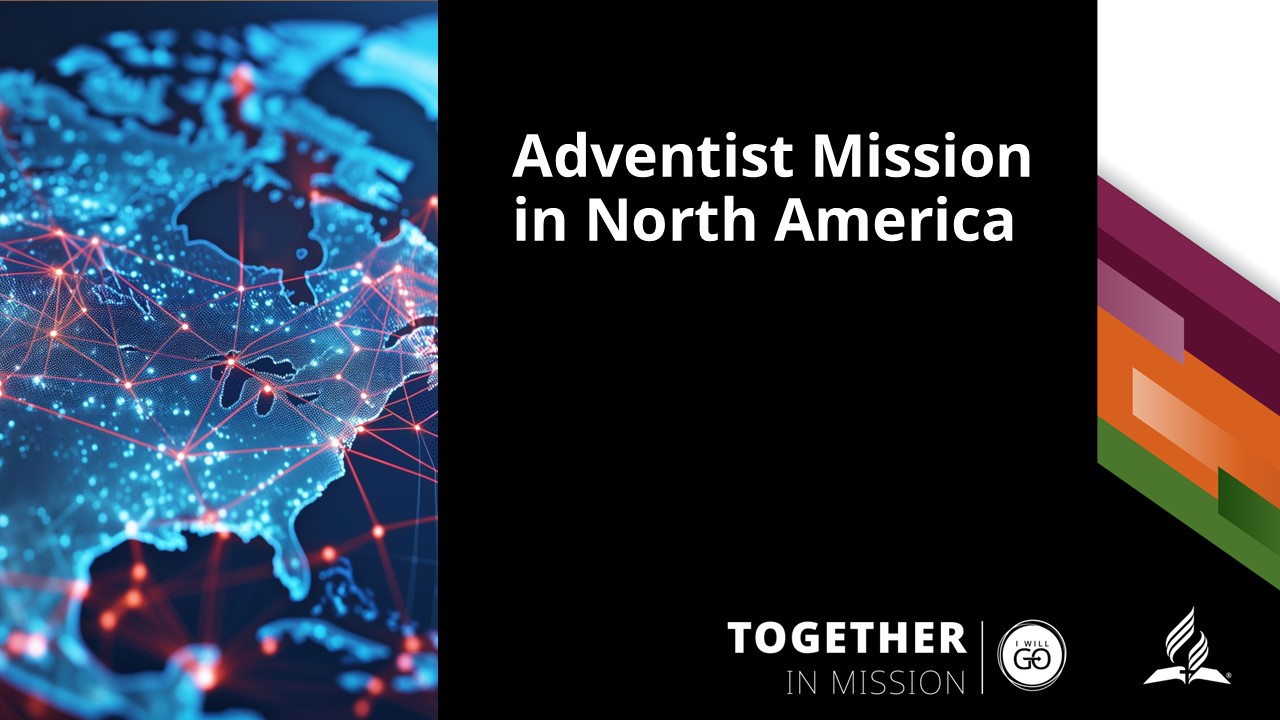 Adventist Mission
in North America
TOGETHER
IN MISSION
I WILL
GO
®